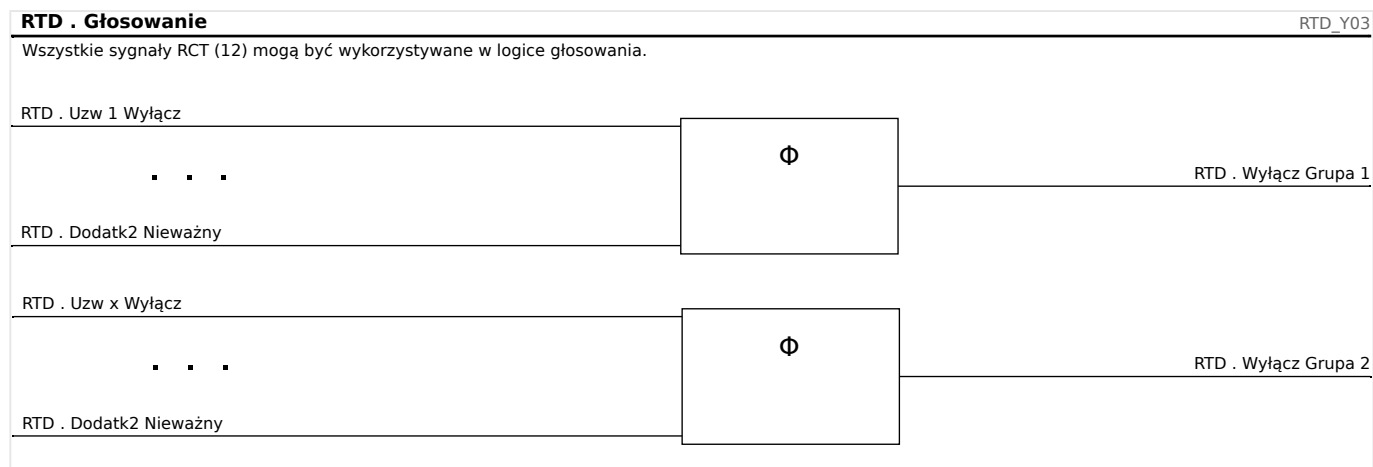 RTD . Głosowanie
RTD_Y03
Wszystkie sygnały RCT (12) mogą być wykorzystywane w logice głosowania.
RTD . Uzw 1 Wyłącz
Φ
. . .
RTD . Wyłącz Grupa 1
RTD . Dodatk2 Nieważny
RTD . Uzw x Wyłącz
Φ
. . .
RTD . Wyłącz Grupa 2
RTD . Dodatk2 Nieważny